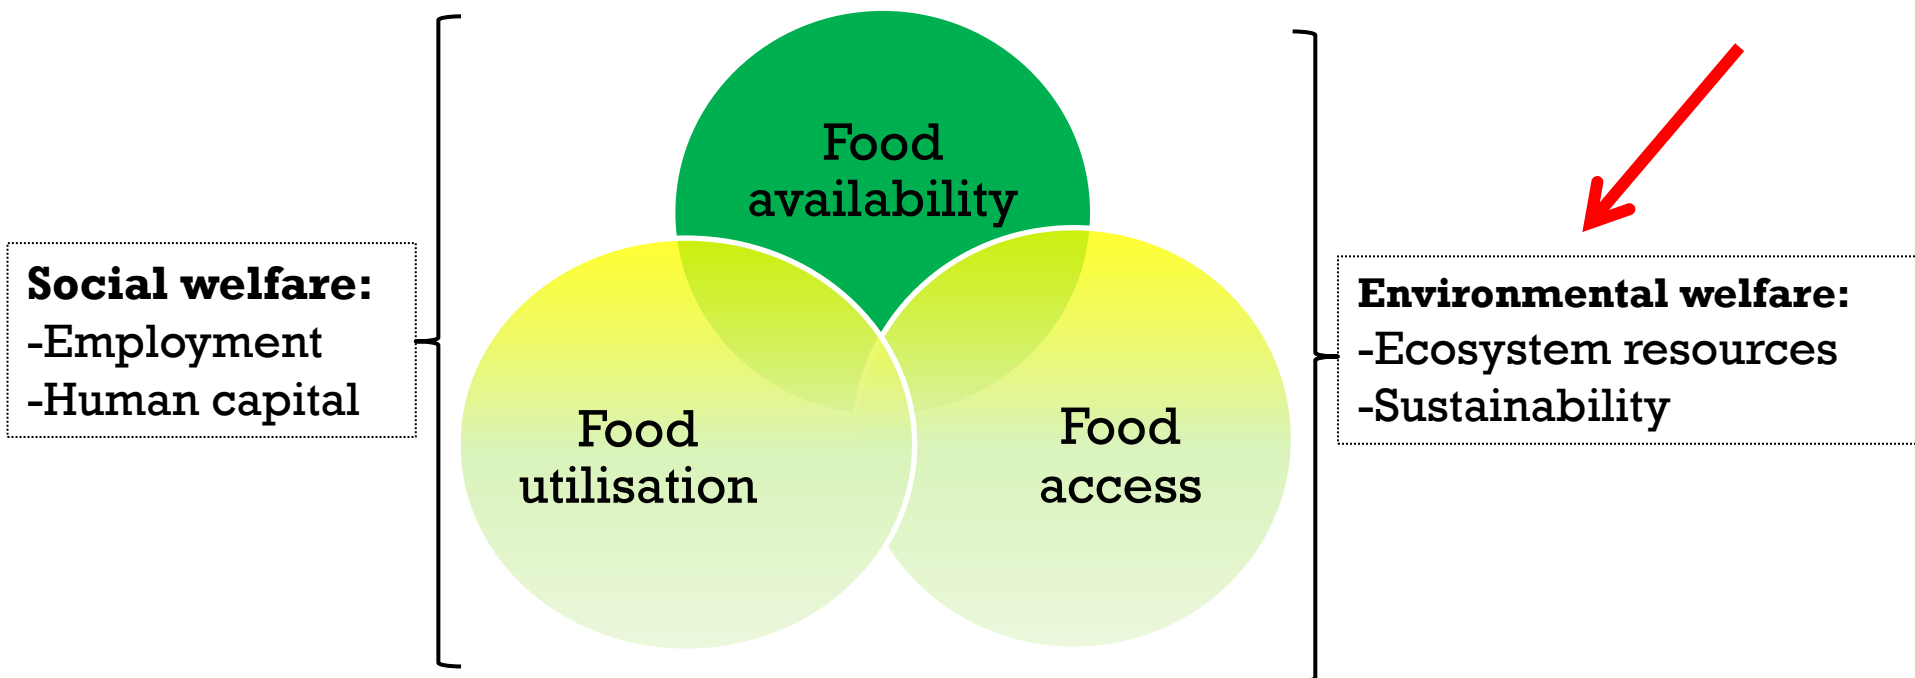 Food
availability
Social welfare:
-Employment
-Human capital
Food
utilisation
Food
access
Environmental welfare:
-Ecosystem resources
-Sustainability